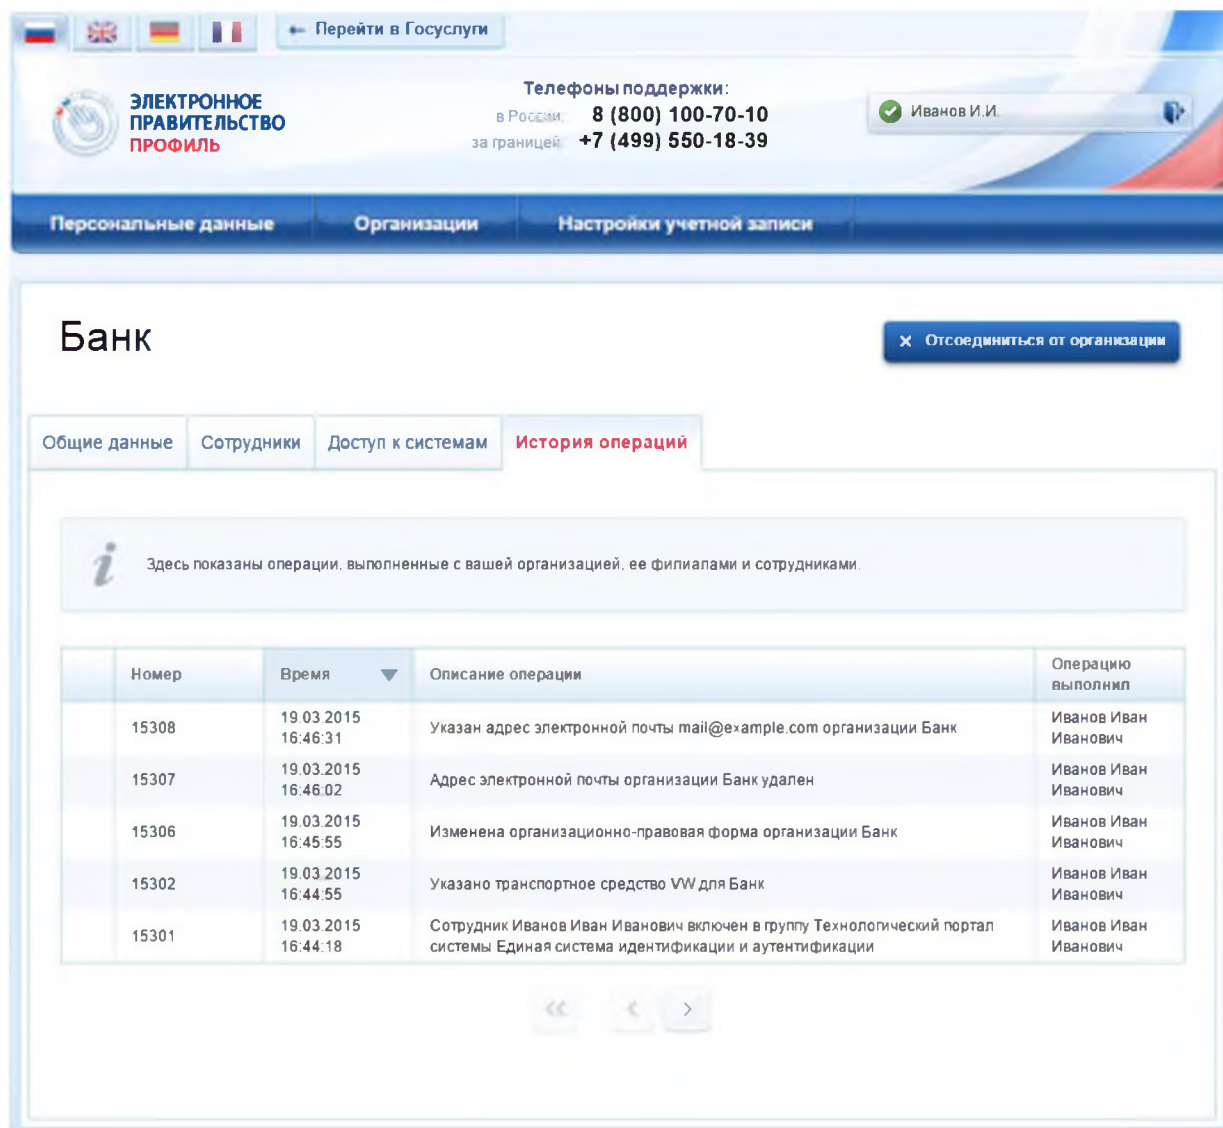 Перейти в Госуслуги
ЭЛЕКТРОННОЕ
ПРАВИТЕЛЬСТВО
ПРОФИЛЬ
Телефоны поддержки:
в России: 8 (800) 100-70-10
за границей: +7 (499) 550-18-39
Иванов И.И.
Персональные данные Организации Настройки учетной записи
Банк
Отсоединиться от организации
Общие данные Сотрудники Доступ к системам История операций
Здесь показаны операции, выполненные с вашей организацией, ее филиалами и сотрудниками.
Номер Время Описание операции Операцию
выполнил
15308 19.03.2015
16:46:31 Указан адрес электронной почты mail@example.com организации Банк Иванов Иван
Иванович
15307 19.03.2015
16:46:02 Адрес электронной почты организации Банк удален Иванов Иван
Иванович
15306 19.03.2015
16:45:55 Изменена организационно-правовая форма организации Банк Иванов Иван
Иванович
15302 19.03.2015
16:44:55 Указано транспортное средство VW для Банк Иванов Иван
Иванович
15301 19.03.2015
16:44:18 Сотрудник Иванов Иван Иванович включен в группу Технологический портал
системы Единая система идентификации и аутентификации Иванов Иван
Иванович